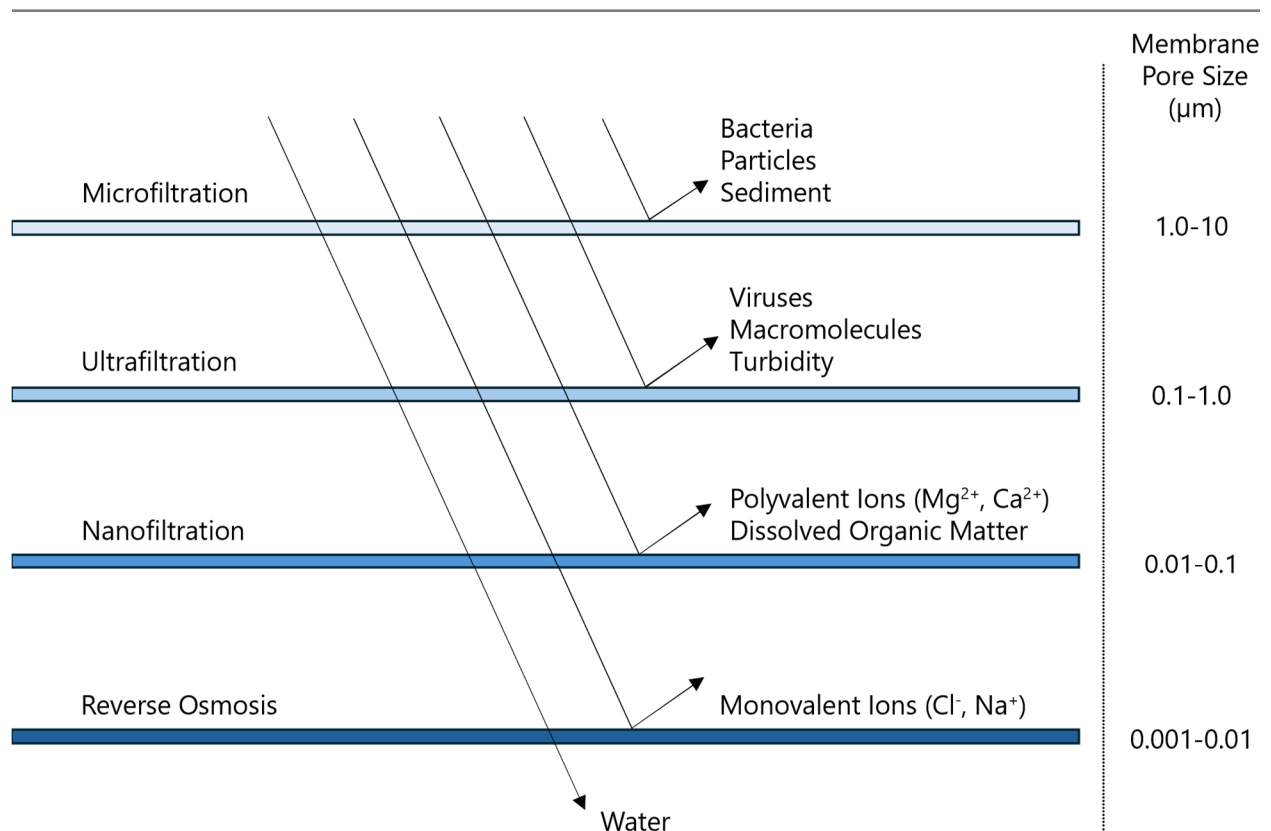 Membrane
Pore Size
(µm)
Bacteria
Particles
Sediment
Microfiltration
1.0-10
Viruses
Macromolecules
Turbidity
Ultrafiltration
0.1-1.0
Polyvalent Ions (Mg²⁺, Ca²⁺)
Dissolved Organic Matter
Nanofiltration
0.01-0.1
Reverse Osmosis
Monovalent Ions (Cl⁻, Na⁺)
0.001-0.01
Water